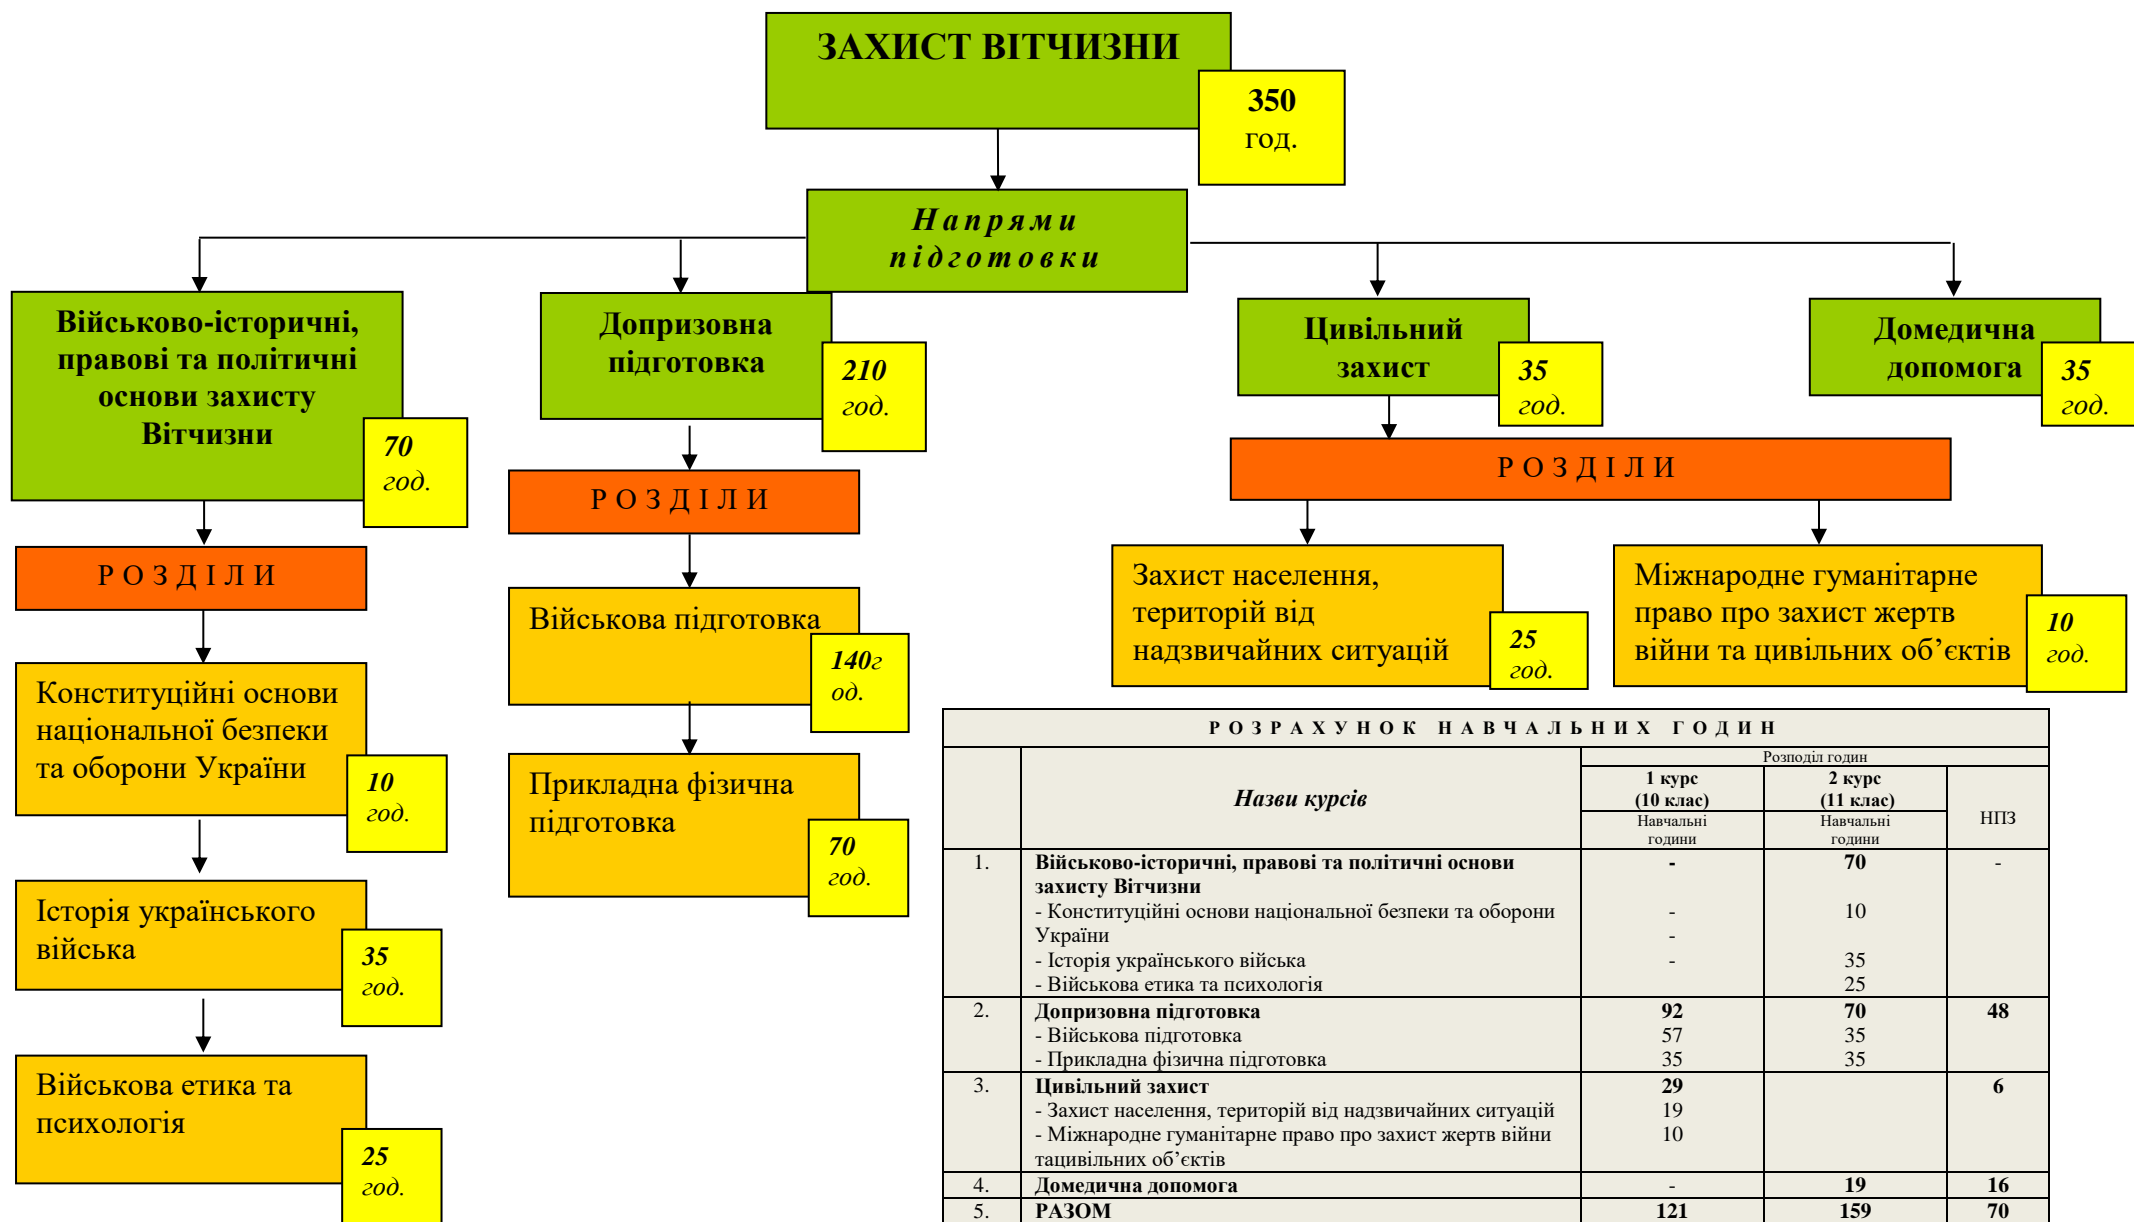 ЗАХИСТ ВІТЧИЗНИ
350
год.
Напрями
підготовки
Військово-історичні,
правові та політичні
основи захисту
Вітчизни
70
год.
Допризовна
підготовка
210
год.
Цивільний
захист
35
год.
Домедична
допомога
35
год.
РОЗДІЛИ
Конституційні основи
національної безпеки
та оборони України
10
год.
Історія українського
війська
35
год.
Військова етика та
психологія
25
год.
РОЗДІЛИ
Військова підготовка
140г
од.
Прикладна фізична
підготовка
70
год.
РОЗДІЛИ
Захист населення,
територій від
надзвичайних ситуацій
25
год.
Міжнародне гуманітарне
право про захист жертв
війни та цивільних об’єктів
10
год.
РОЗРАХУНОК НАВЧАЛЬНИХ ГОДИН
Назви курсів
Розподіл годин
1 курс
(10 клас)
2 курс
(11 клас)
НПЗ
Навчальні
години
Навчальні
години
1. Військово-історичні, правові та політичні основи - 70 -
захисту Вітчизни
- Конституційні основи національної безпеки та оборони - 10
України -
- Історія українського війська - 35
- Військова етика та психологія 25
2. Допризовна підготовка 92 70 48
- Військова підготовка 57 35
- Прикладна фізична підготовка 35 35
3. Цивільний захист 29 6
- Захист населення, територій від надзвичайних ситуацій 19
- Міжнародне гуманітарне право про захист жертв війни 10
тацивільних об’єктів
4. Домедична допомога - 19 16
5. РАЗОМ 121 159 70